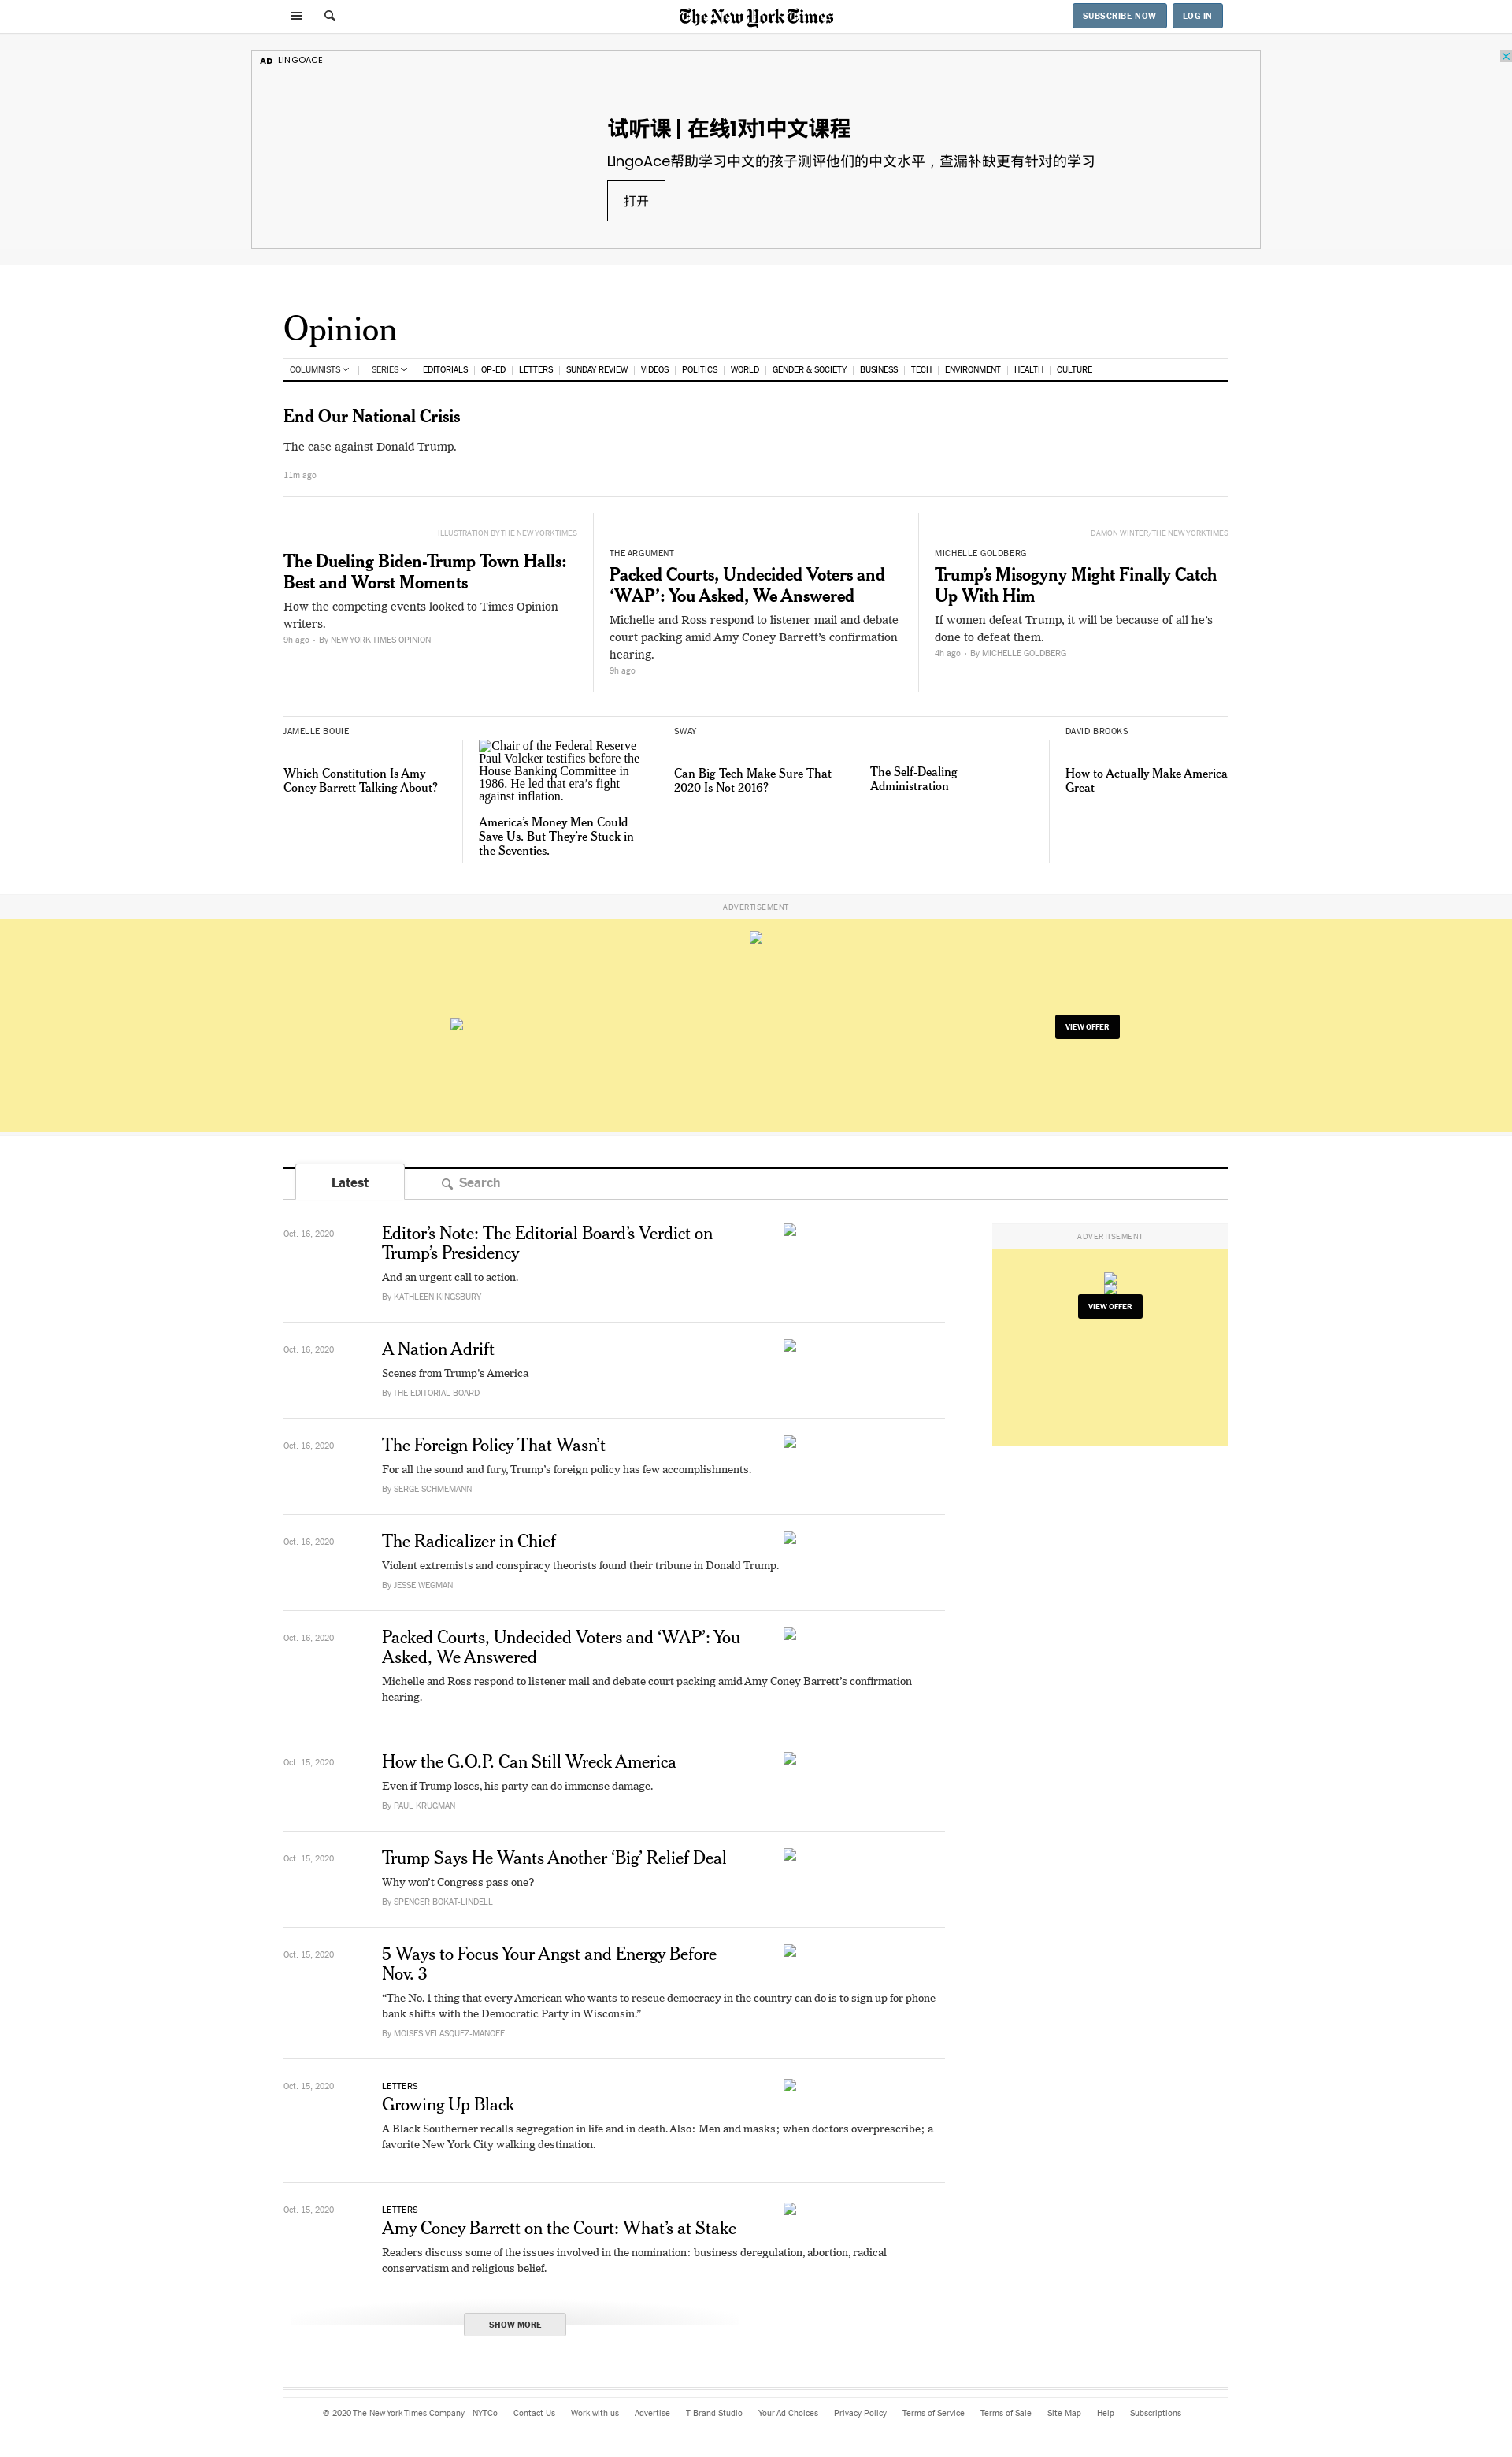 The New York Times
SUBSCRIBE NOW
LOG IN
AD LINGOACE
试听课 | 在线1对1中文课程
LingoAce帮助学习中文的孩子测评他们的中文水平，查漏补缺更有针对的学习
打开
Opinion
COLUMNISTS | SERIES EDITORIALS | OP-ED | LETTERS | SUNDAY REVIEW | VIDEOS | POLITICS | WORLD | GENDER & SOCIETY | BUSINESS | TECH | ENVIRONMENT | HEALTH | CULTURE
End Our National Crisis
The case against Donald Trump.
11m ago
ILLUSTRATION BY THE NEW YORK TIMES
The Dueling Biden-Trump Town Halls:
Best and Worst Moments
How the competing events looked to Times Opinion
writers.
9h ago • By NEW YORK TIMES OPINION
THE ARGUMENT
Packed Courts, Undecided Voters and
‘WAP’: You Asked, We Answered
Michelle and Ross respond to listener mail and debate
court packing amid Amy Coney Barrett’s confirmation
hearing.
9h ago
DAMON WINTER/THE NEW YORK TIMES
MICHELLE GOLDBERG
Trump’s Misogyny Might Finally Catch
Up With Him
If women defeat Trump, it will be because of all he’s
done to defeat them.
4h ago • By MICHELLE GOLDBERG
JAMELLE BOUIE
Which Constitution Is Amy
Coney Barrett Talking About?
Chair of the Federal Reserve
Paul Volcker testifies before the
House Banking Committee in
1986. He led that era’s fight
against inflation.
America’s Money Men Could
Save Us. But They’re Stuck in
the Seventies.
SWAY
Can Big Tech Make Sure That
2020 Is Not 2016?
The Self-Dealing
Administration
DAVID BROOKS
How to Actually Make America
Great
ADVERTISEMENT
VIEW OFFER
Latest
Search
Oct. 16, 2020
Editor’s Note: The Editorial Board’s Verdict on
Trump’s Presidency
And an urgent call to action.
By KATHLEEN KINGSBURY
ADVERTISEMENT
VIEW OFFER
Oct. 16, 2020
A Nation Adrift
Scenes from Trump’s America
By THE EDITORIAL BOARD
Oct. 16, 2020
The Foreign Policy That Wasn’t
For all the sound and fury, Trump’s foreign policy has few accomplishments.
By SERGE SCHMEMANN
Oct. 16, 2020
The Radicalizer in Chief
Violent extremists and conspiracy theorists found their tribune in Donald Trump.
By JESSE WEGMAN
Oct. 16, 2020
Packed Courts, Undecided Voters and ‘WAP’: You
Asked, We Answered
Michelle and Ross respond to listener mail and debate court packing amid Amy Coney Barrett’s confirmation
hearing.
Oct. 15, 2020
How the G.O.P. Can Still Wreck America
Even if Trump loses, his party can do immense damage.
By PAUL KRUGMAN
Oct. 15, 2020
Trump Says He Wants Another ‘Big’ Relief Deal
Why won’t Congress pass one?
By SPENCER BOKAT-LINDELL
Oct. 15, 2020
5 Ways to Focus Your Angst and Energy Before
Nov. 3
“The No. 1 thing that every American who wants to rescue democracy in the country can do is to sign up for phone
bank shifts with the Democratic Party in Wisconsin.”
By MOISES VELASQUEZ-MANOFF
Oct. 15, 2020
LETTERS
Growing Up Black
A Black Southerner recalls segregation in life and in death. Also: Men and masks; when doctors overprescribe; a
favorite New York City walking destination.
Oct. 15, 2020
LETTERS
Amy Coney Barrett on the Court: What’s at Stake
Readers discuss some of the issues involved in the nomination: business deregulation, abortion, radical
conservatism and religious belief.
SHOW MORE
© 2020 The New York Times Company NYTCo Contact Us Work with us Advertise T Brand Studio Your Ad Choices Privacy Policy Terms of Service Terms of Sale Site Map Help Subscriptions